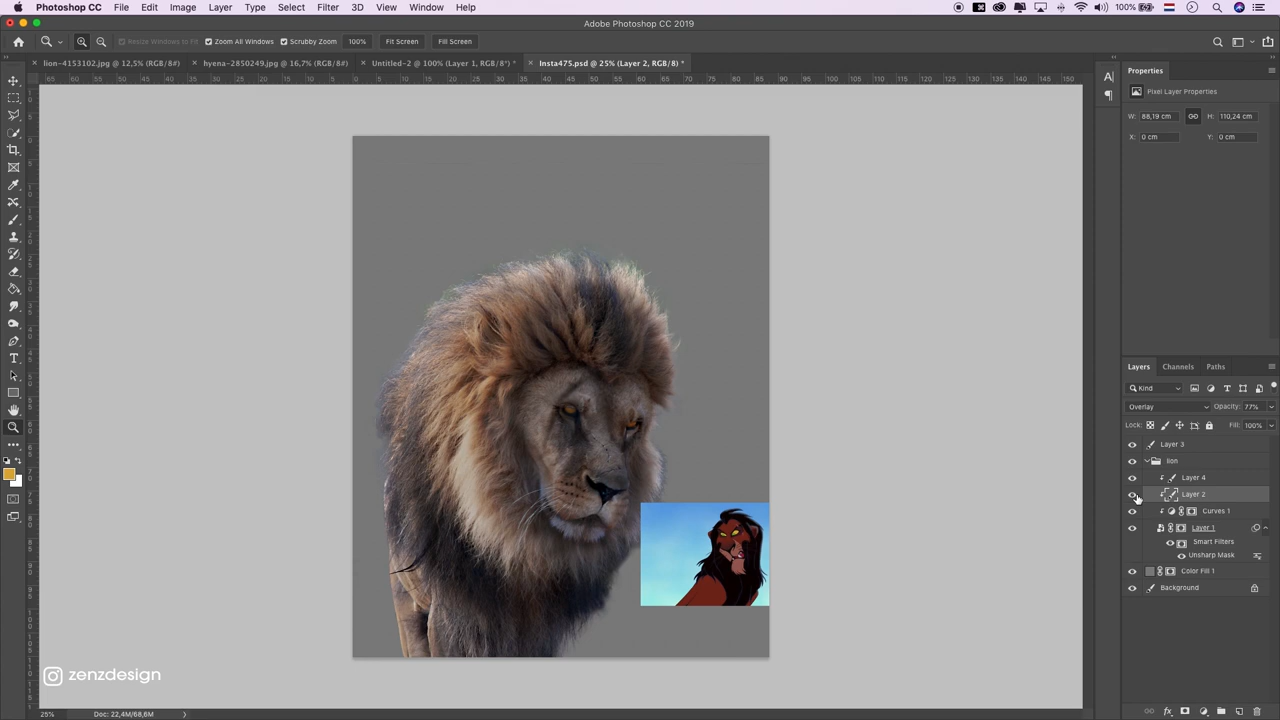 Photoshop CC File Edit Image Layer Type Select Filter 3D View Window Help 100%
Adobe Photoshop CC 2019
Resize Windows to Fit Zoom All Windows Scrubby Zoom 100% Fit Screen Fill Screen
lion-4153102.jpg @ 12,5% (RGB/8#) hyena-2850249.jpg @ 16,7% (RGB/8#) Untitled-2 @ 100% (Layer 1, RGB/8*) * Insta475.psd @ 25% (Layer 2, RGB/8) *
Properties
Pixel Layer Properties
W: 88,19 cm H: 110,24 cm
X: 0 cm Y: 0 cm
Layers Channels Paths
Kind
Overlay Opacity: 77%
Lock: Fill: 100%
Layer 3
lion
Layer 4
Layer 2
Curves 1
Layer 1
Smart Filters
Unsharp Mask
Color Fill 1
Background
zenzdesign
25% Doc: 22,4M/68,6M